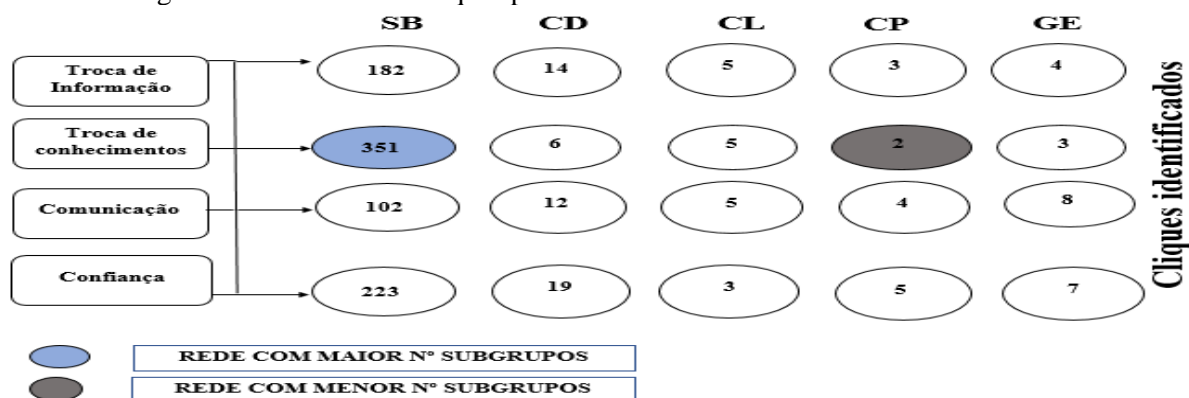 SB CD CL CP GE
Troca de
Informação
182 14 5 3 4
Troca de
conhecimentos
351 6 5 2 3
Comunicação
102 12 5 4 8
Confiança
223 19 3 5 7
Cliques identificados
REDE COM MAIOR Nº SUBGRUPOS
REDE COM MENOR Nº SUBGRUPOS